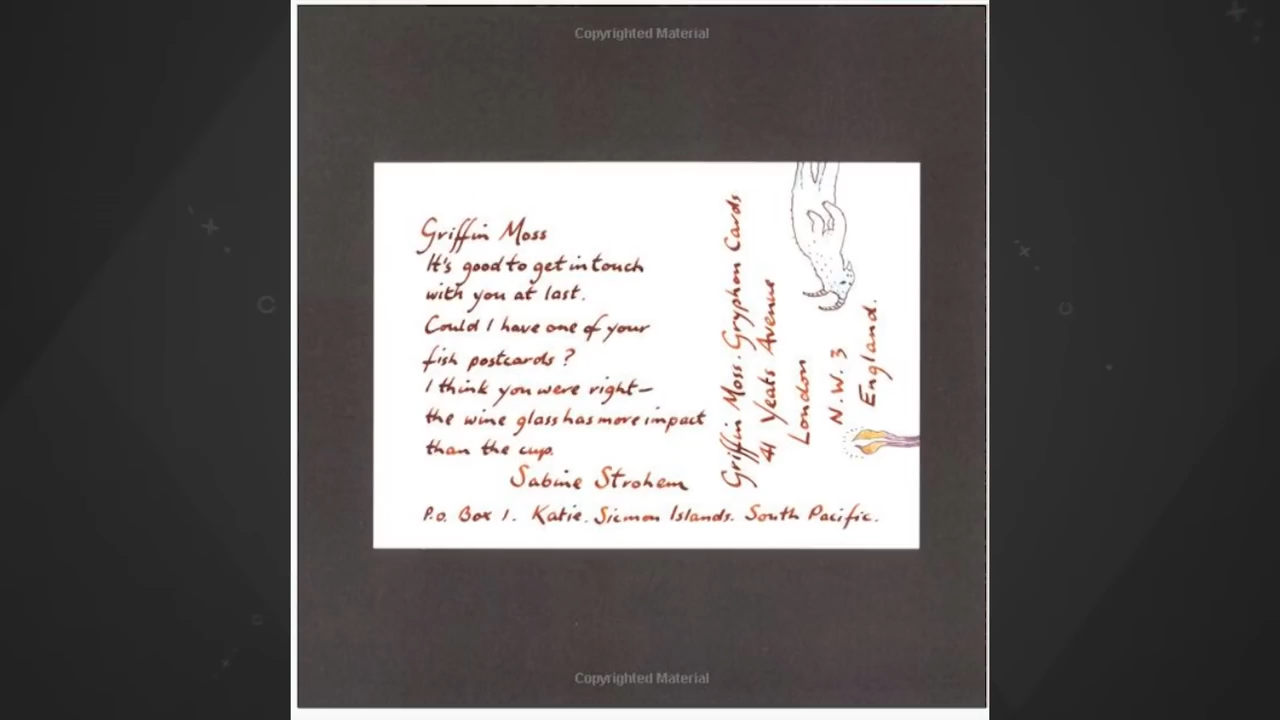 Copyrighted Material
Griffin Moss
It's good to get in touch
with you at last.
Could I have one of your
fish postcards?
I think you were right—
the wine glass has more impact
than the cup.
Sabine Strohem
P.O. Box 1. Katie. Sicmon Islands. South Pacific.
Griffin Moss. Gryphon Cards
41 Yeats Avenue
London
N.W. 3
England.
Copyrighted Material